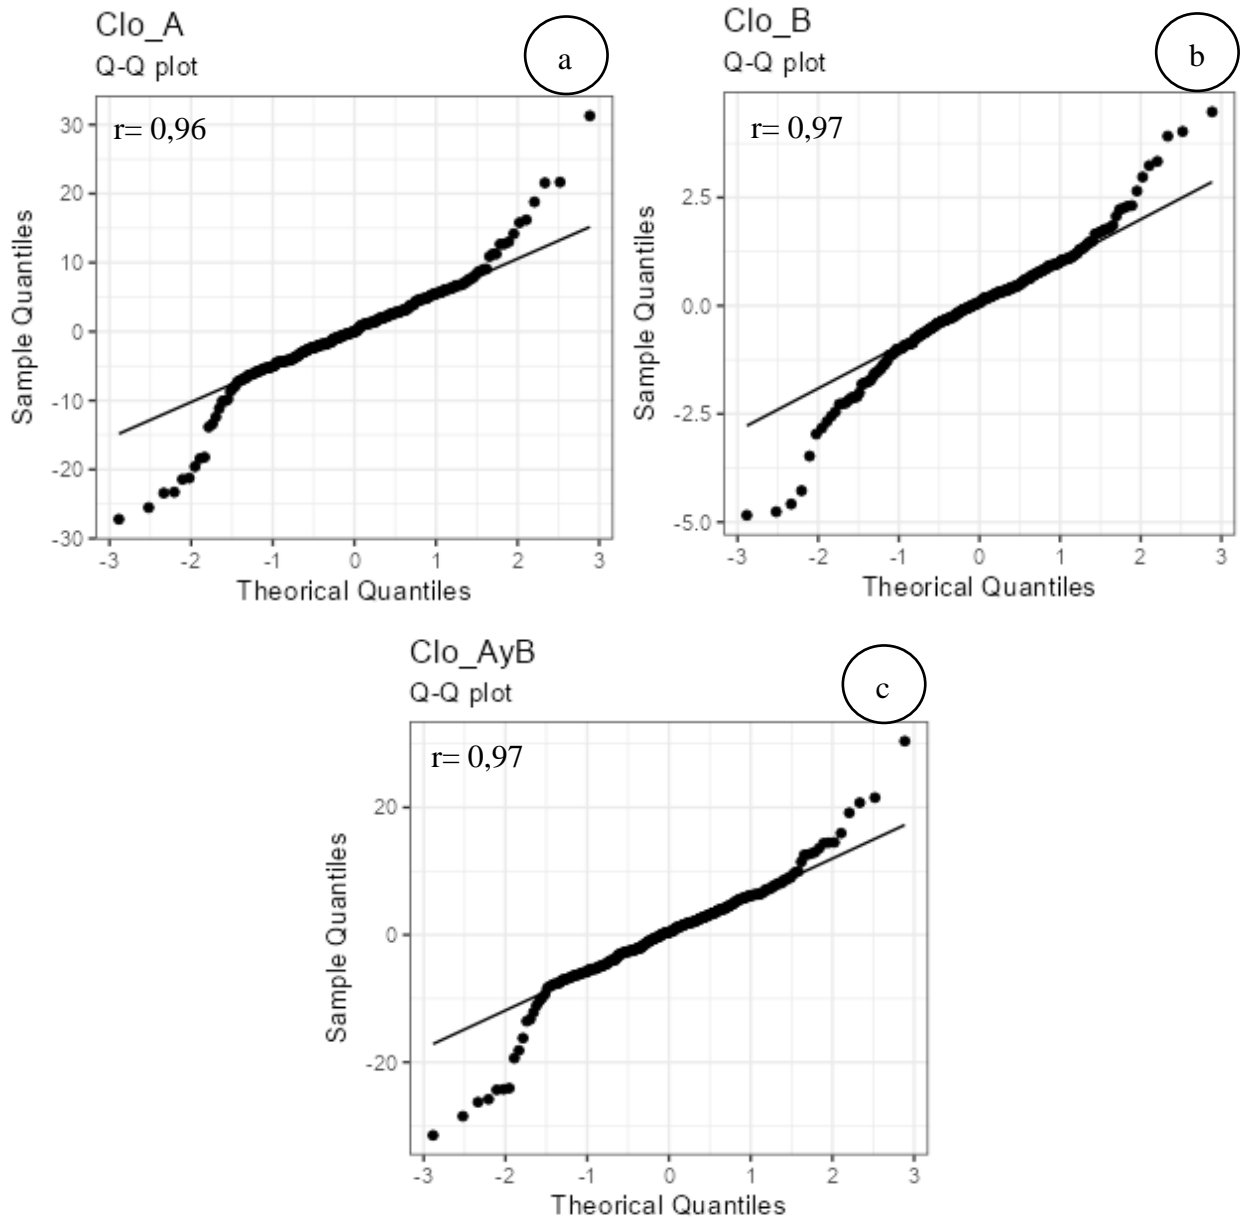 Clo_A
Q-Q plot
a
r= 0,96
30
20
10
0
-10
-20
-30
-3 -2 -1 0 1 2 3
Sample Quantiles
Theorical Quantiles
Clo_B
Q-Q plot
b
r= 0,97
2.5
0.0
-2.5
-5.0
-3 -2 -1 0 1 2 3
Sample Quantiles
Theorical Quantiles
Clo_AyB
Q-Q plot
c
r= 0,97
20
0
-20
-3 -2 -1 0 1 2 3
Sample Quantiles
Theorical Quantiles